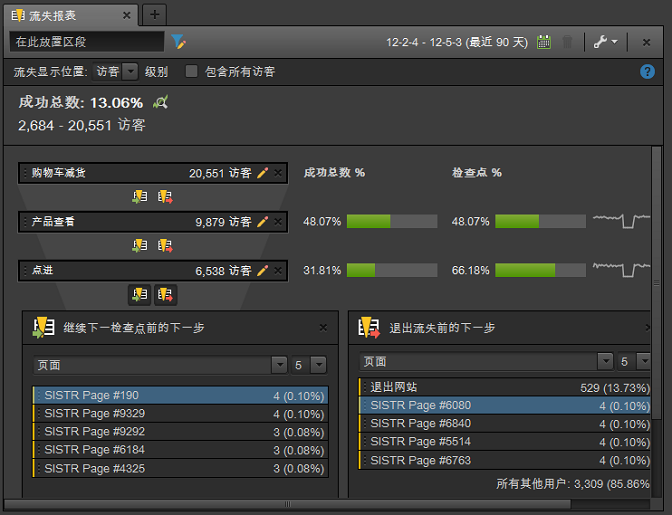 流失报表
在此放置区段
12-2-4 - 12-5-3 (最近 90 天)
流失显示位置: 访客 级别 包含所有访客
成功总数: 13.06%
2,684 - 20,551 访客
购物车减货 20,551 访客 成功总数 % 检查点 %
产品查看 9,879 访客 48.07% 48.07%
点进 6,538 访客 31.81% 66.18%
继续下一检查点前的下一步
页面 5
SISTR Page #190 4 (0.10%)
SISTR Page #9329 4 (0.10%)
SISTR Page #9292 3 (0.08%)
SISTR Page #6184 3 (0.08%)
SISTR Page #4325 3 (0.08%)
退出流失前的下一步
页面 5
退出网站 529 (13.73%)
SISTR Page #6080 4 (0.10%)
SISTR Page #6840 4 (0.10%)
SISTR Page #5514 4 (0.10%)
SISTR Page #6763 4 (0.10%)
所有其他用户: 3,309 (85.86%